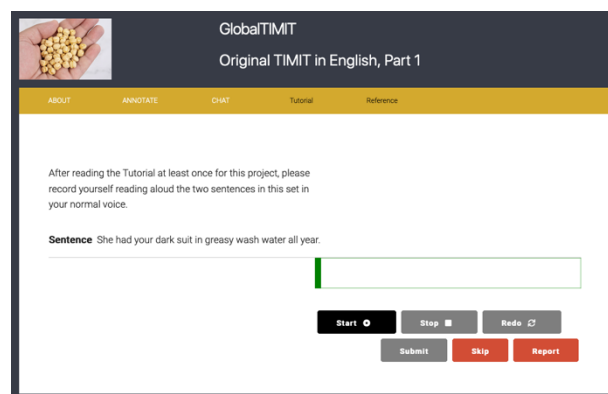 GlobalTIMIT
Original TIMIT in English, Part 1
ABOUT ANNOTATE CHAT Tutorial Reference
After reading the Tutorial at least once for this project, please
record yourself reading aloud the two sentences in this set in
your normal voice.
Sentence She had your dark suit in greasy wash water all year.
Start Stop Redo
Submit Skip Report